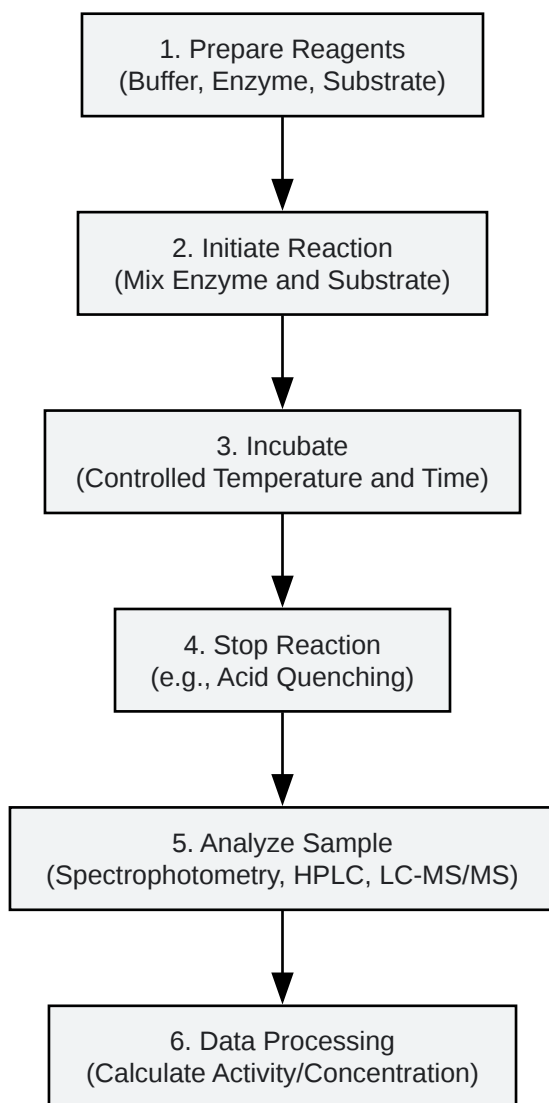 1. Prepare Reagents
(Buffer, Enzyme, Substrate)
2. Initiate Reaction
(Mix Enzyme and Substrate)
3. Incubate
(Controlled Temperature and Time)
4. Stop Reaction
(e.g., Acid Quenching)
5. Analyze Sample
(Spectrophotometry, HPLC, LC-MS/MS)
6. Data Processing
(Calculate Activity/Concentration)